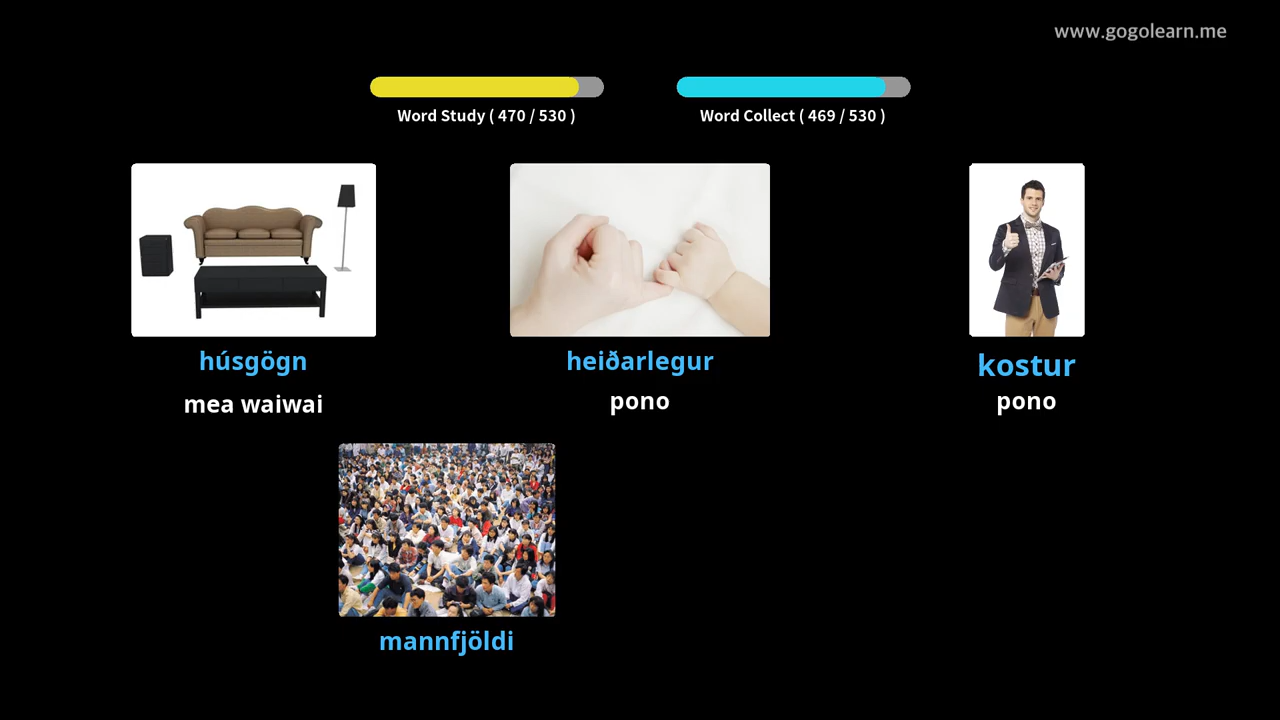 www.gogolearn.me
Word Study ( 470 / 530 )
Word Collect ( 469 / 530 )
húsgögn
mea waiwai
heiðarlegur
pono
kostur
pono
mannfjöldi